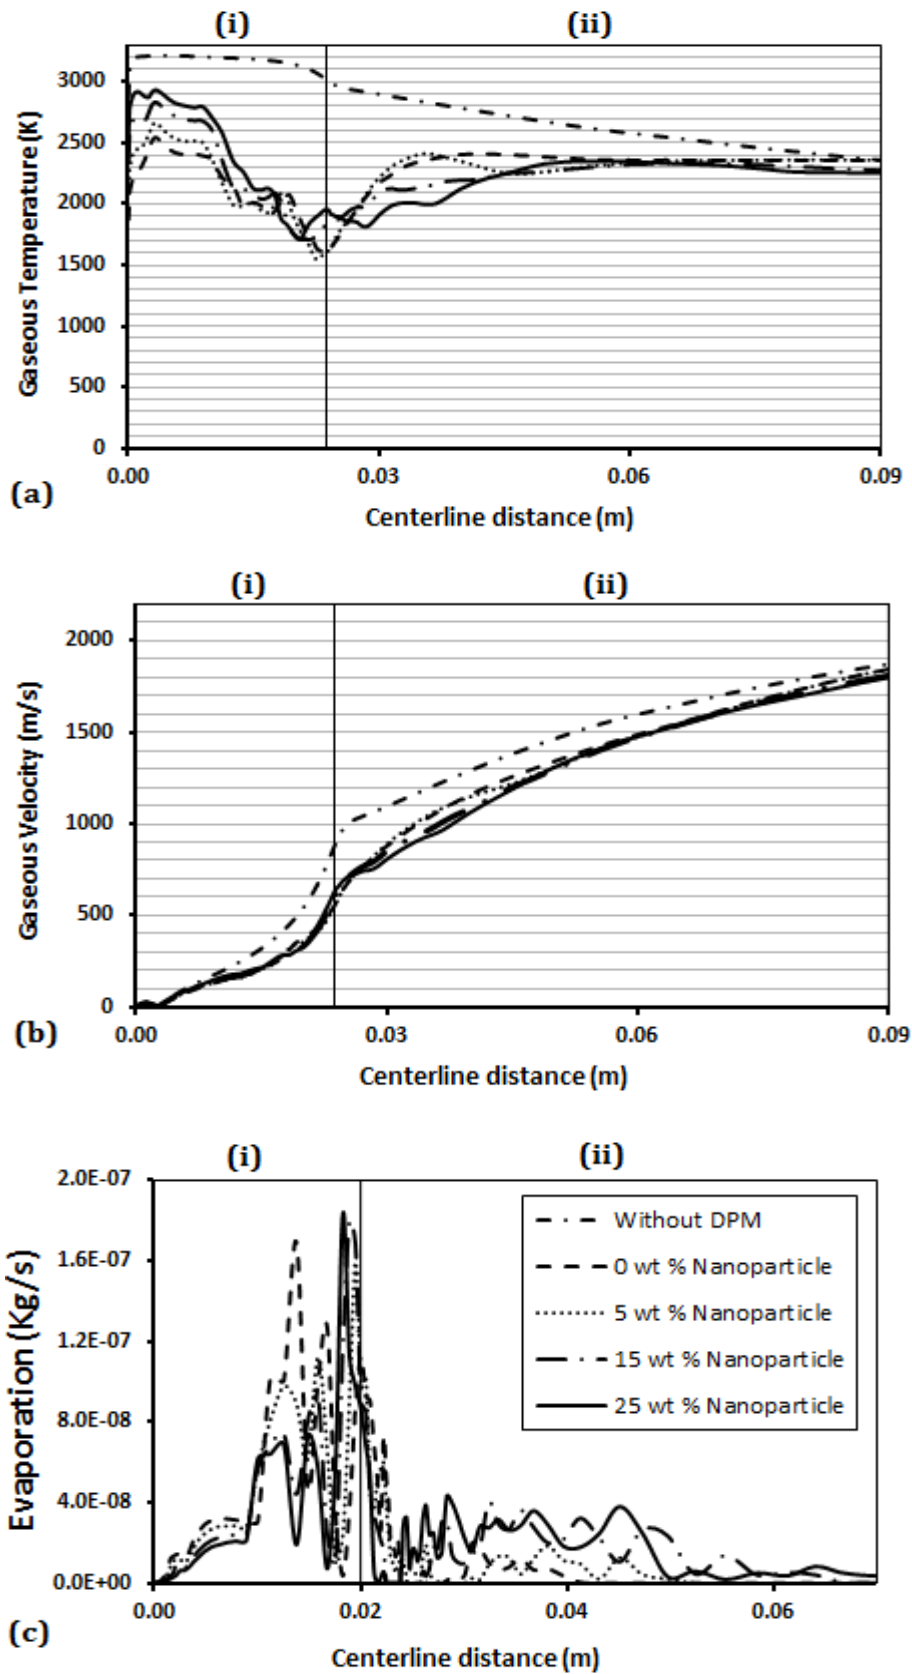 (i) (ii)
3000
2500
2000
1500
1000
500
0
Gaseous Temperature (K)
0.00 0.03 0.06 0.09
(a)
Centerline distance (m)
(i) (ii)
2000
1500
1000
500
0
Gaseous Velocity (m/s)
0.00 0.03 0.06 0.09
(b)
Centerline distance (m)
(i) (ii)
2.0E-07
1.6E-07
1.2E-07
8.0E-08
4.0E-08
0.0E+00
Evaporation (Kg/s)
Without DPM
0 wt % Nanoparticle
5 wt % Nanoparticle
15 wt % Nanoparticle
25 wt % Nanoparticle
0.00 0.02 0.04 0.06
(c)
Centerline distance (m)